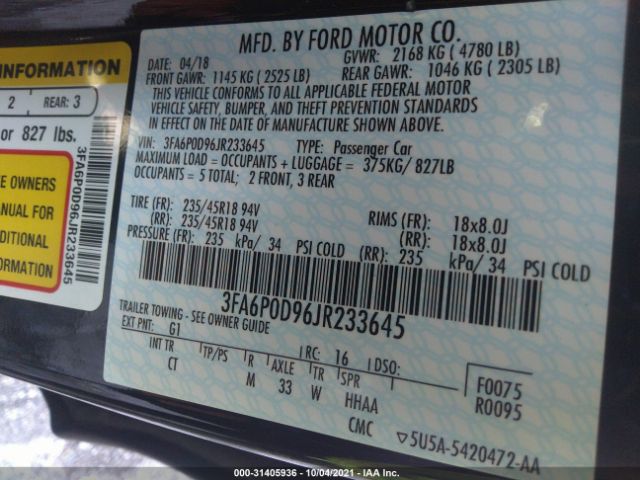 INFORMATION
2 REAR: 3
or 827 lbs.
SEE OWNERS
MANUAL FOR
ADDITIONAL
INFORMATION
3FA6P0D96JR233645
MFD. BY FORD MOTOR CO.
DATE: 04/18 GVWR: 2168 KG ( 4780 LB)
FRONT GAWR: 1145 KG ( 2525 LB) REAR GAWR: 1046 KG ( 2305 LB)
THIS VEHICLE CONFORMS TO ALL APPLICABLE FEDERAL MOTOR
VEHICLE SAFETY, BUMPER, AND THEFT PREVENTION STANDARDS
IN EFFECT ON THE DATE OF MANUFACTURE SHOWN ABOVE.
VIN: 3FA6P0D96JR233645 TYPE: Passenger Car
MAXIMUM LOAD = OCCUPANTS + LUGGAGE = 375KG/ 827LB
OCCUPANTS = 5 TOTAL; 2 FRONT, 3 REAR
TIRE (FR): 235/45R18 94V RIMS (FR): 18x8.0J
(RR): 235/45R18 94V (RR): 18x8.0J
PRESSURE (FR): 235 kPa/ 34 PSI COLD (RR): 235 kPa/ 34 PSI COLD
3FA6P0D96JR233645
TRAILER TOWING - SEE OWNER GUIDE
EXT PNT: G1 RC: 16 DSO:
INT TR TP/PS R AXLE TR SPR F0075
CT M 33 W HHAA R0095
CMC ▽5U5A-5420472-AA
000-31405936 - 10/04/2021 - IAA Inc.